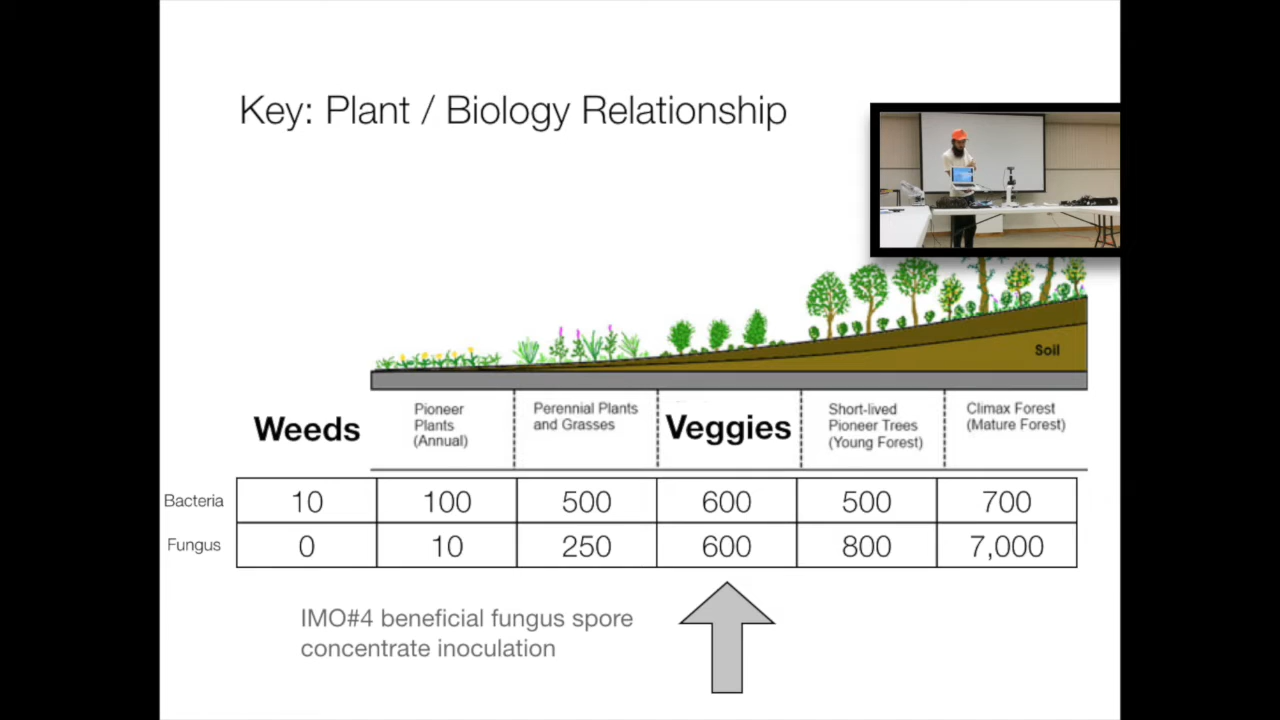 Key: Plant / Biology Relationship
Soil
Weeds
Pioneer
Plants
(Annual)
Perennial Plants
and Grasses
Veggies
Short-lived
Pioneer Trees
(Young Forest)
Climax Forest
(Mature Forest)
Bacteria 10 100 500 600 500 700
Fungus 0 10 250 600 800 7,000
IMO#4 beneficial fungus spore
concentrate inoculation